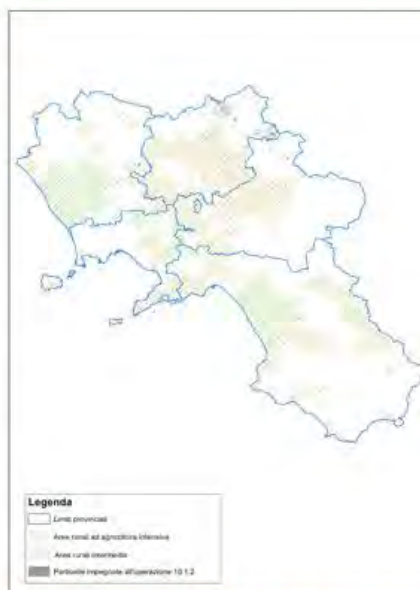 Legenda
Limiti provinciali
Aree rurali ad agricoltura intensiva
Aree rurali intermedie
Particelle impegnate all'operazione 10.1.2